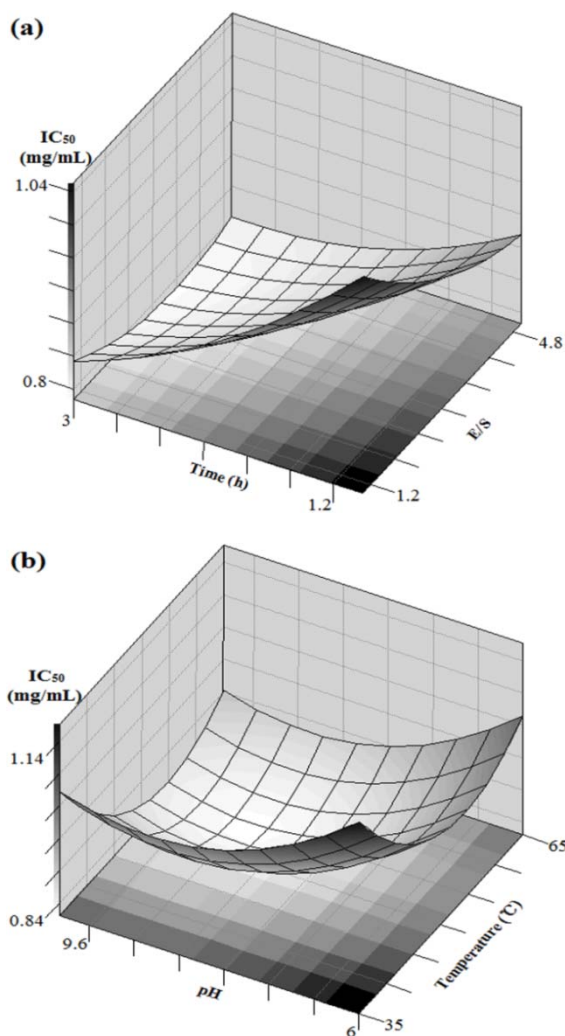 (a)
IC₅₀
(mg/mL)
1.04
0.8
3
Time (h)
1.2
1.2
E/S
4.8
(b)
IC₅₀
(mg/mL)
1.14
0.84
9.6
pH
6
35
Temperature (℃)
65